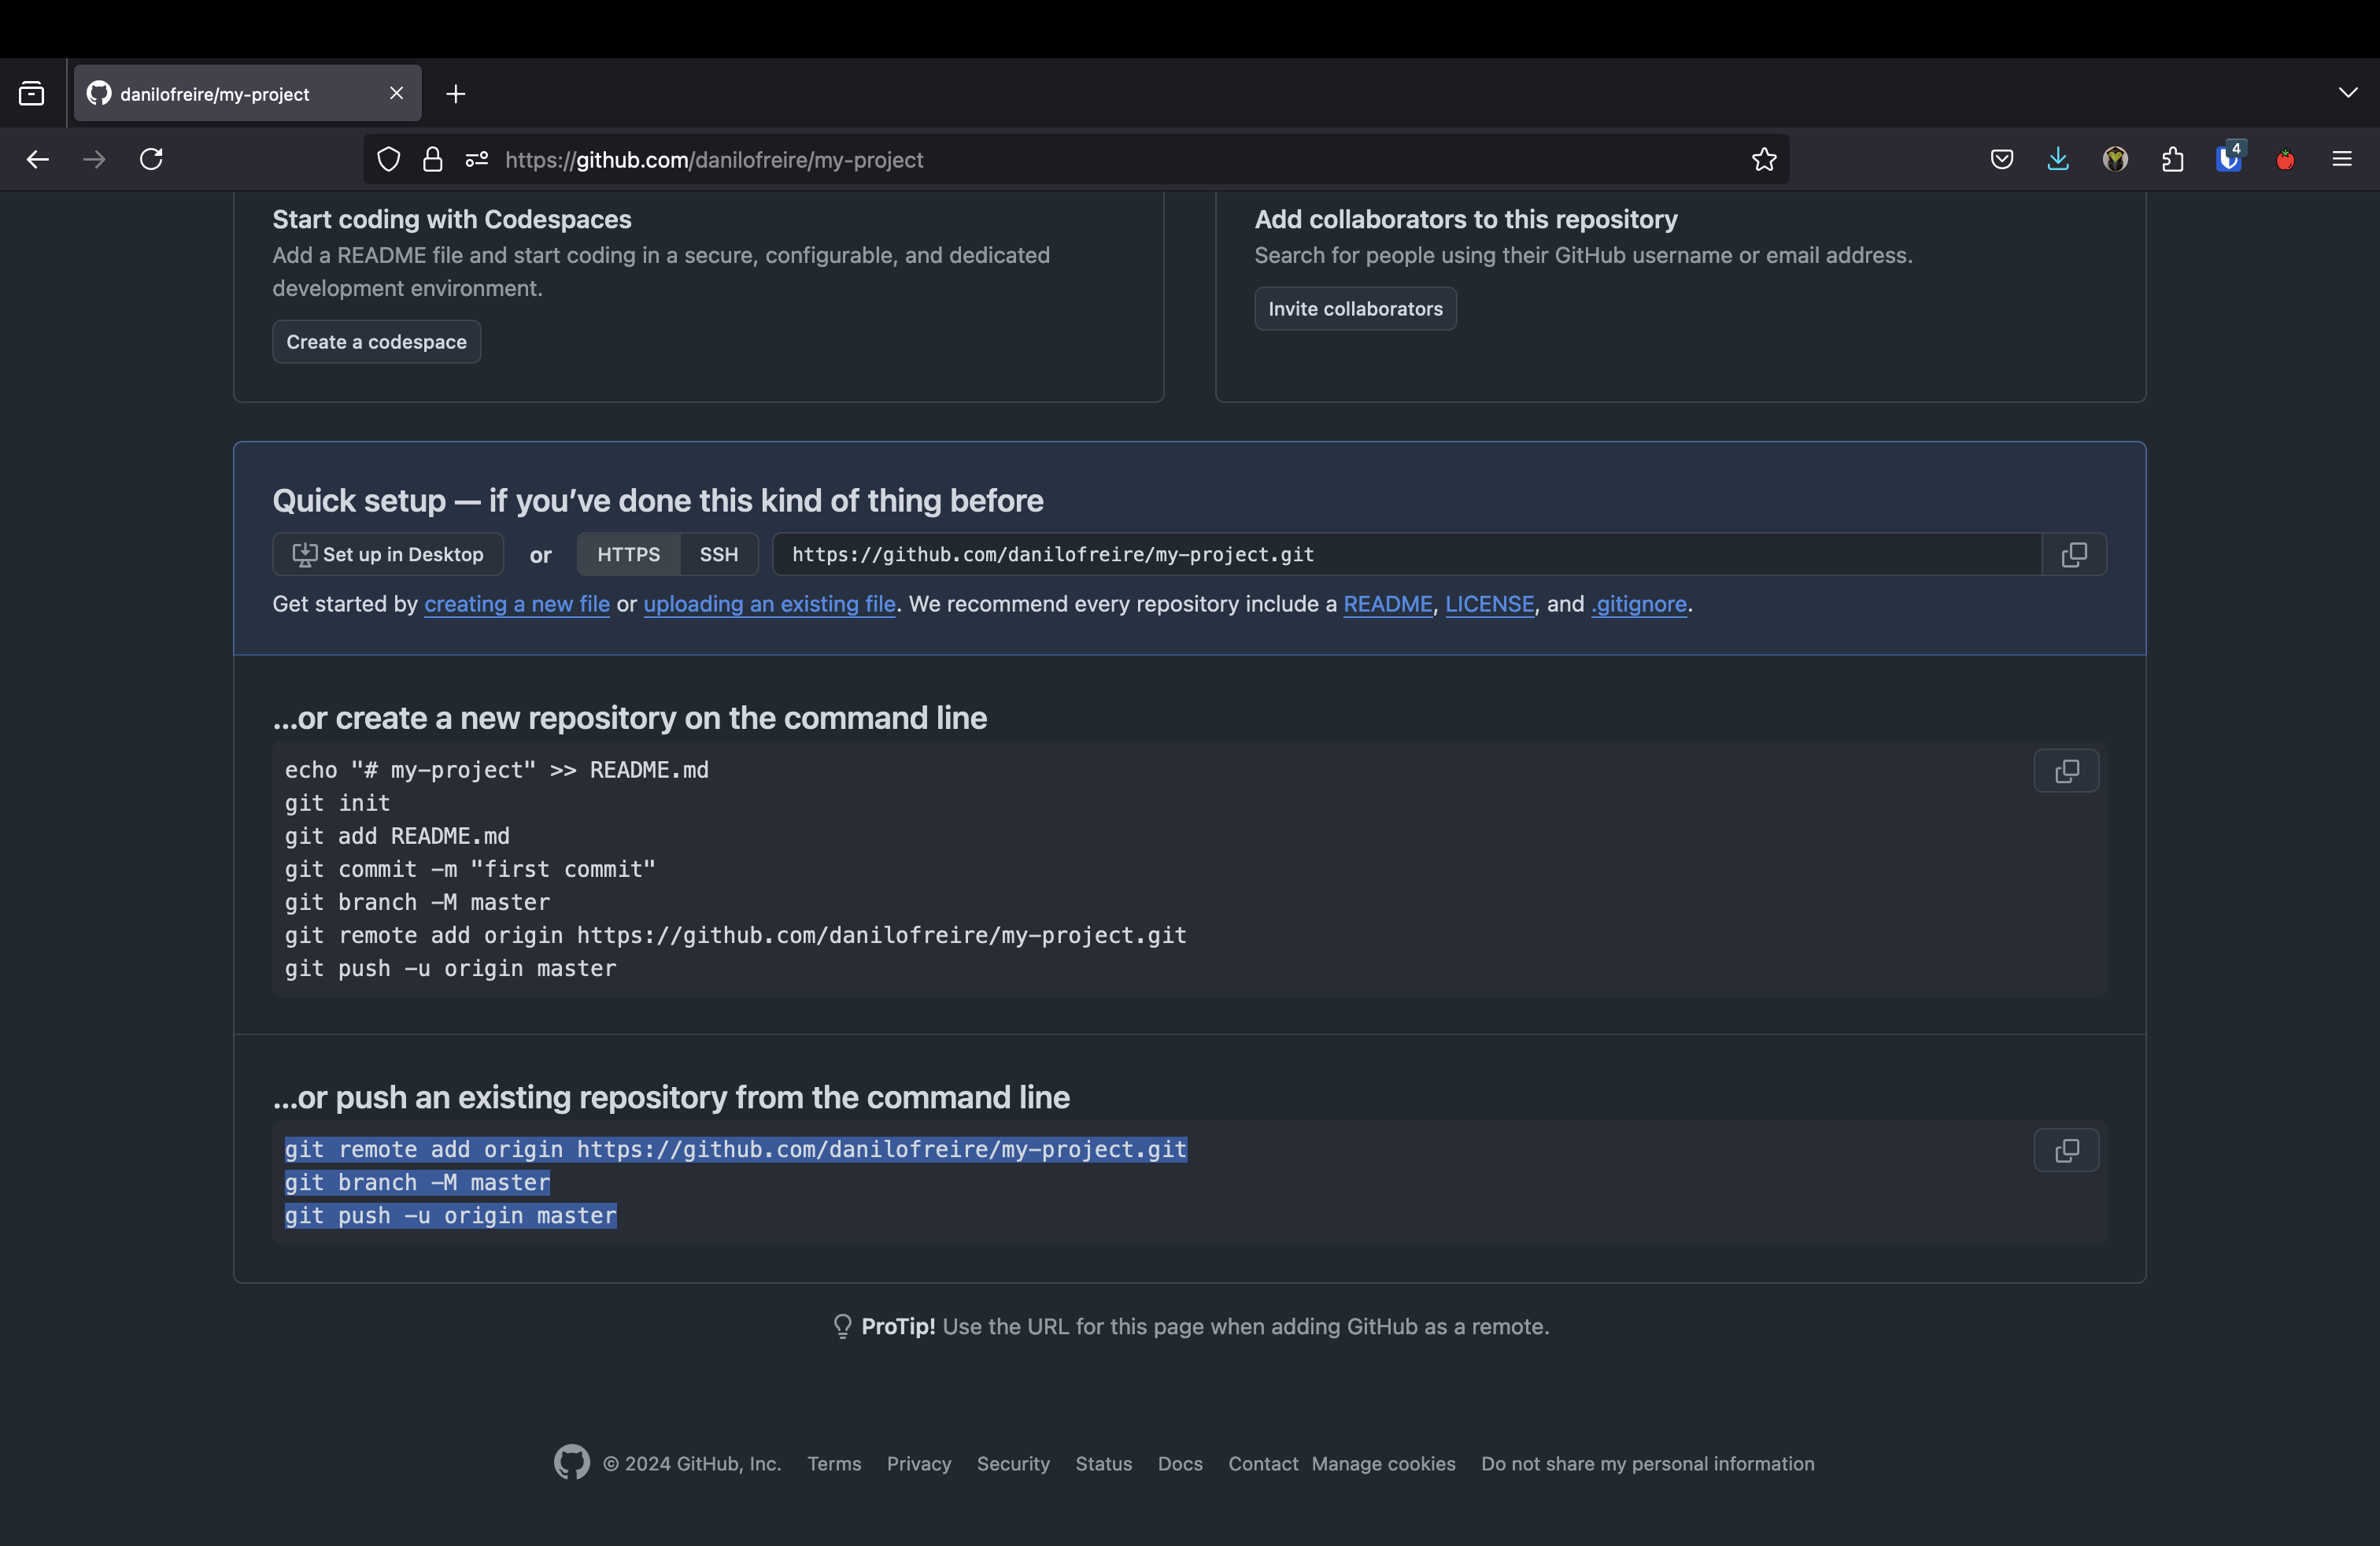 danilofreire/my-project
https://github.com/danilofreire/my-project
4
Start coding with Codespaces
Add a README file and start coding in a secure, configurable, and dedicated
development environment.
Create a codespace
Add collaborators to this repository
Search for people using their GitHub username or email address.
Invite collaborators
Quick setup — if you’ve done this kind of thing before
Set up in Desktop or HTTPS SSH https://github.com/danilofreire/my-project.git
Get started by creating a new file or uploading an existing file. We recommend every repository include a README, LICENSE, and .gitignore.
…or create a new repository on the command line
echo "# my-project" >> README.md
git init
git add README.md
git commit -m "first commit"
git branch -M master
git remote add origin https://github.com/danilofreire/my-project.git
git push -u origin master
…or push an existing repository from the command line
git remote add origin https://github.com/danilofreire/my-project.git
git branch -M master
git push -u origin master
ProTip! Use the URL for this page when adding GitHub as a remote.
© 2024 GitHub, Inc. Terms Privacy Security Status Docs Contact Manage cookies Do not share my personal information